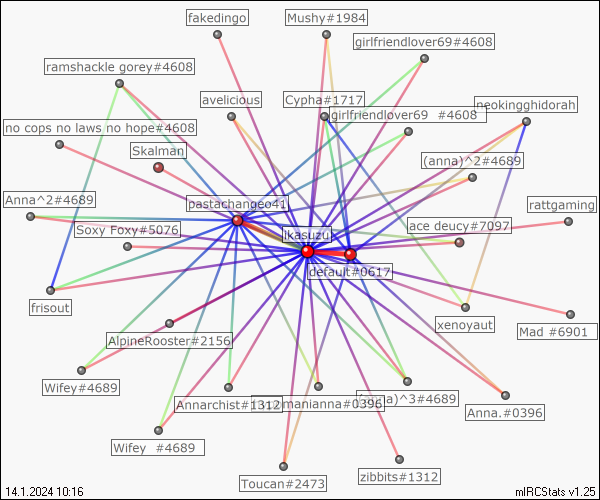 fakedingo
Mushy#1984
girlfriendlover69#4608
ramshackle gorey#4608
avelicious
Cypha#1717
neokingghidorah
girlfriendlover69 #4608
no cops no laws no hope#4608
Skalman
(anna)^2#4689
Anna^2#4689
pastachangeo41
rattgaming
Soxy Foxy#5076
ikasuzu
ace deucy#7097
default#0617
frisout
xenoyaut
Mad #6901
AlpineRooster#2156
Wifey#4689
Annarchist#1312
manianna#0396
)^3#4689
Anna.#0396
Wifey #4689
Toucan#2473
zibbits#1312
14.1.2024 10:16
mIRCStats v1.25